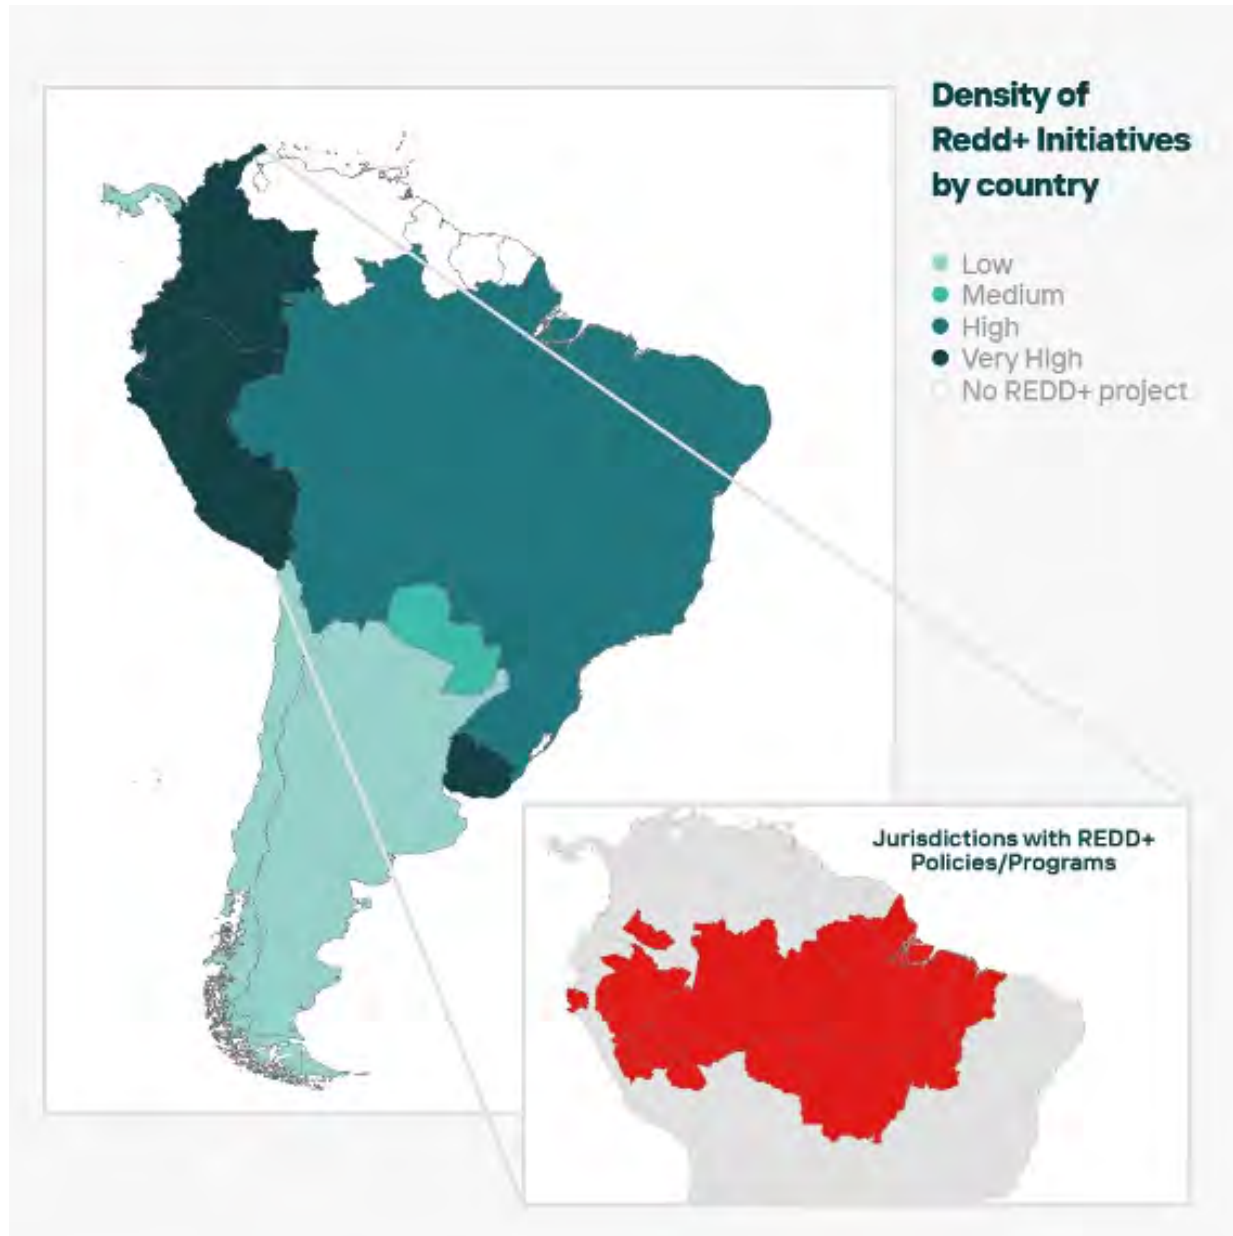 Density of
Redd+ Initiatives
by country
Low
Medium
High
Very High
No REDD+ project
Jurisdictions with REDD+
Policies/Programs